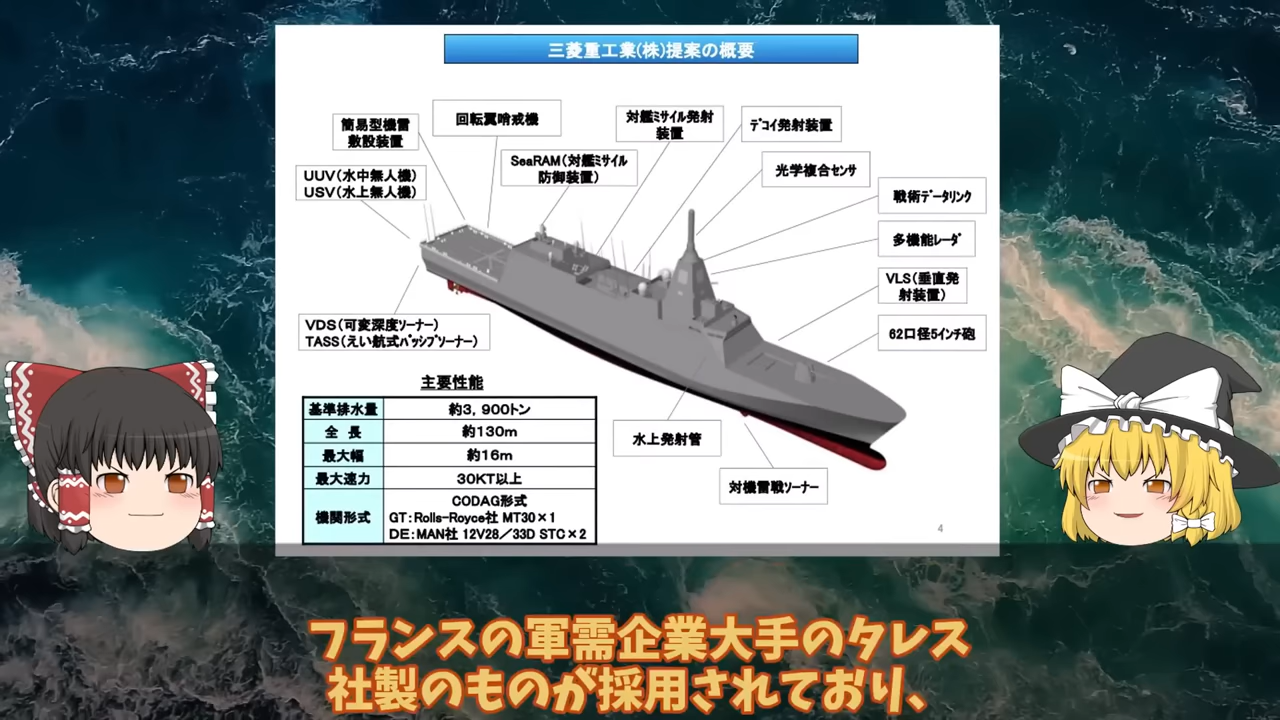 三菱重工業(株)提案の概要
簡易型機雷
敷設装置
回転翼哨戒機
対艦ミサイル発射
装置
デコイ発射装置
SeaRAM(対艦ミサイル
防御装置)
光学複合センサ
UUV(水中無人機)
USV(水上無人機)
戦術データリンク
多機能レーダ
VLS(垂直発
射装置)
62口径5インチ砲
VDS(可変深度ソーナー)
TASS(えい航式パッシブソーナー)
水上発射管
対機雷戦ソーナー
主要性能
基準排水量 約3,900トン
全 長 約130m
最大幅 約16m
最大速力 30KT以上
機関形式 CODAG形式
GT:Rolls-Royce社 MT30×1
DE:MAN社 12V28/33D STC×2
4
フランスの軍需企業大手のタレス
社製のものが採用されており、